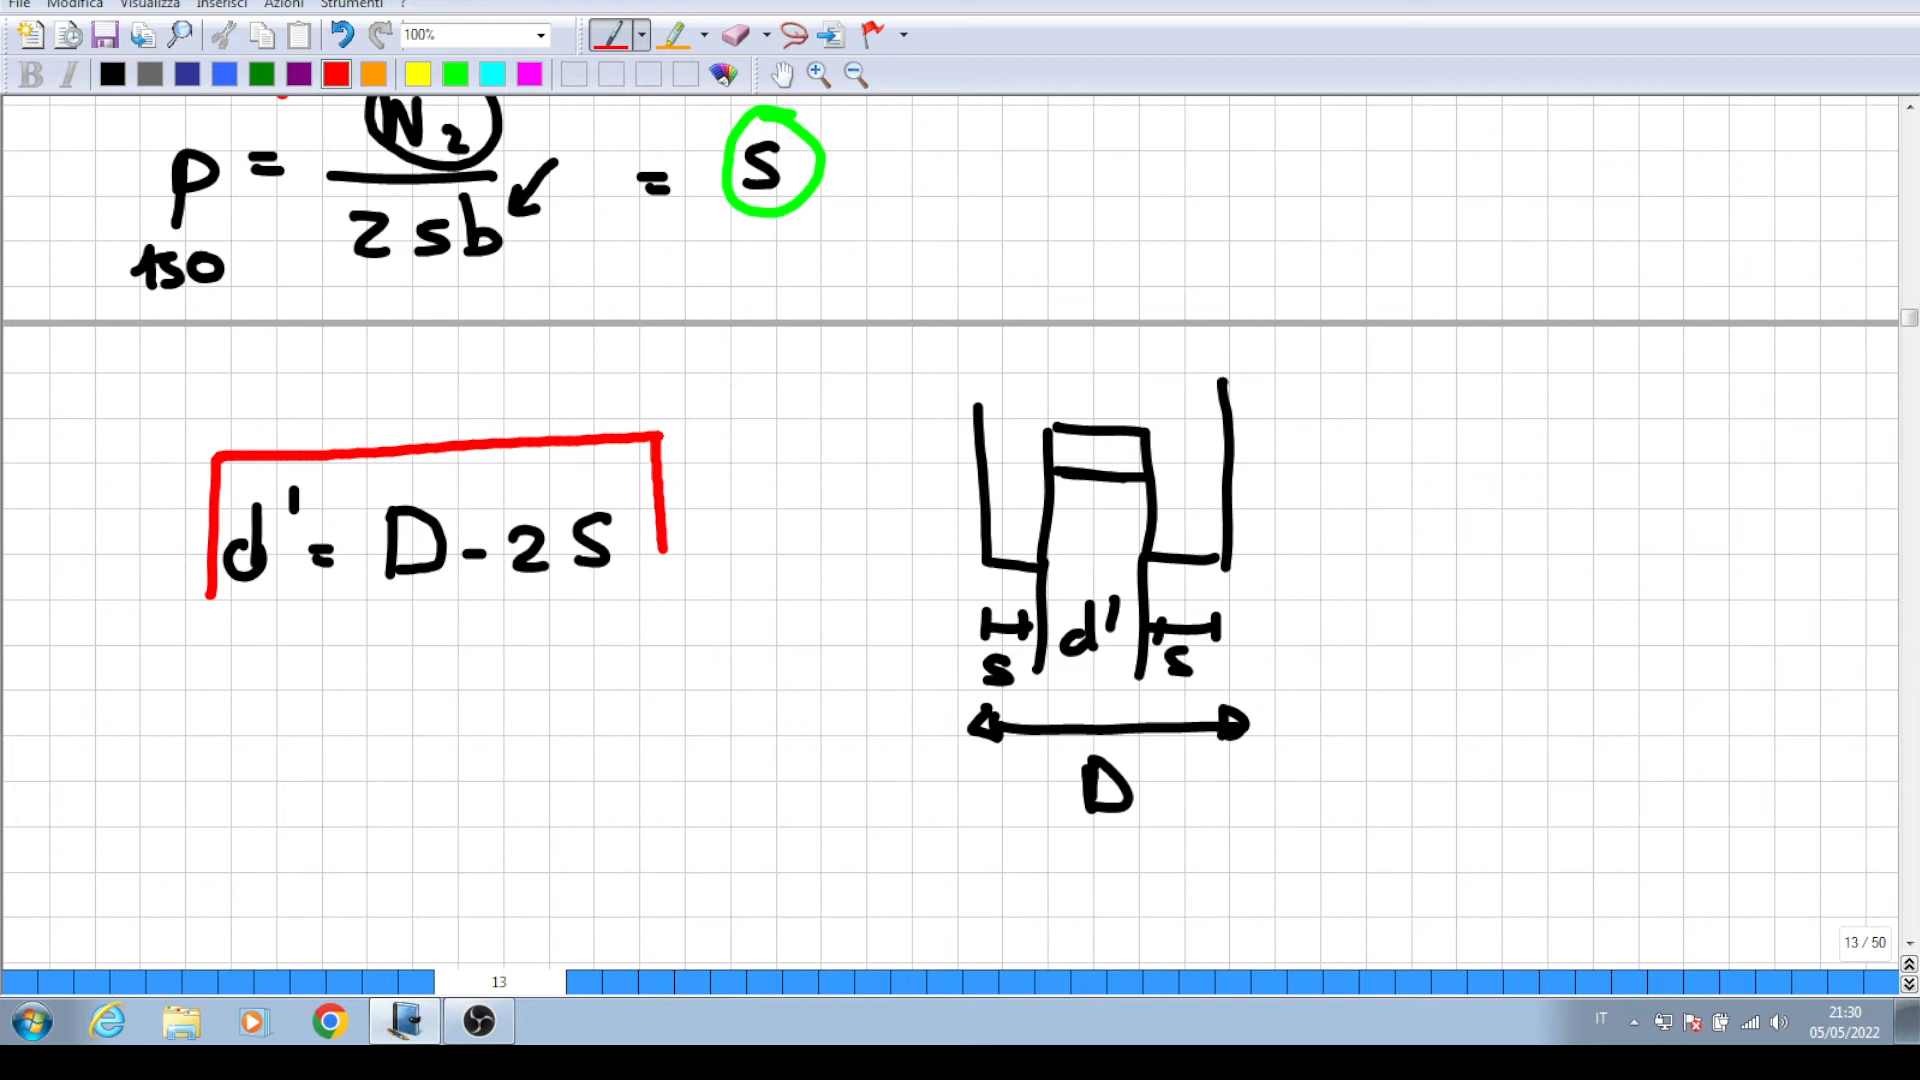 File Modifica Visualizza Inserisci Azioni Strumenti ?
100%
B I
p = N2 / 2sb = s
150
d' = D - 2 S
s d' s
D
13 / 50
13
IT
21:30
05/05/2022